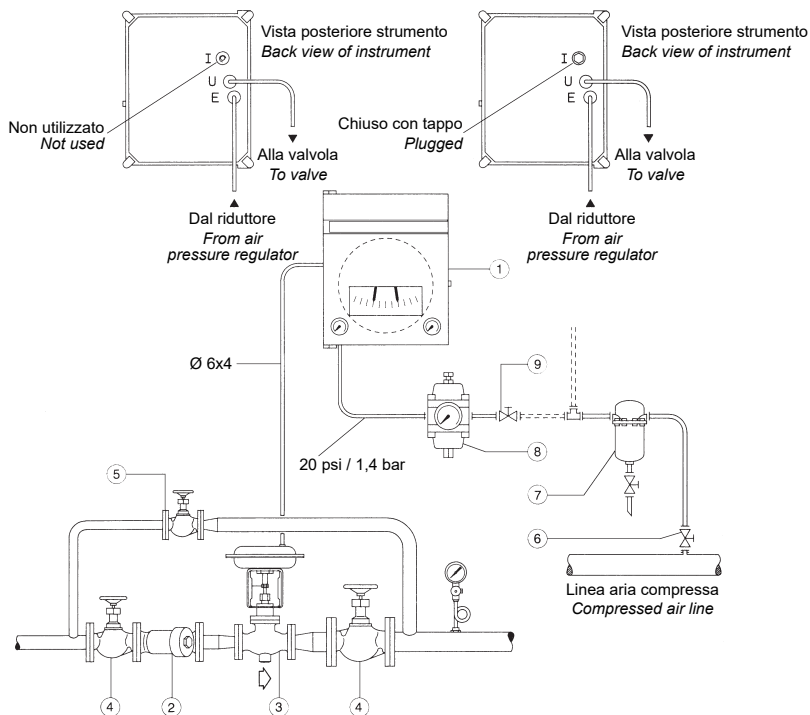 Vista posteriore strumento
Back view of instrument
I
U
E
Non utilizzato
Not used
Alla valvola
To valve
Dal riduttore
From air
pressure regulator
Vista posteriore strumento
Back view of instrument
I
U
E
Chiuso con tappo
Plugged
Alla valvola
To valve
Dal riduttore
From air
pressure regulator
1
Ø 6x4
9
20 psi / 1,4 bar
8
7
5
6
Linea aria compressa
Compressed air line
4
2
3
4